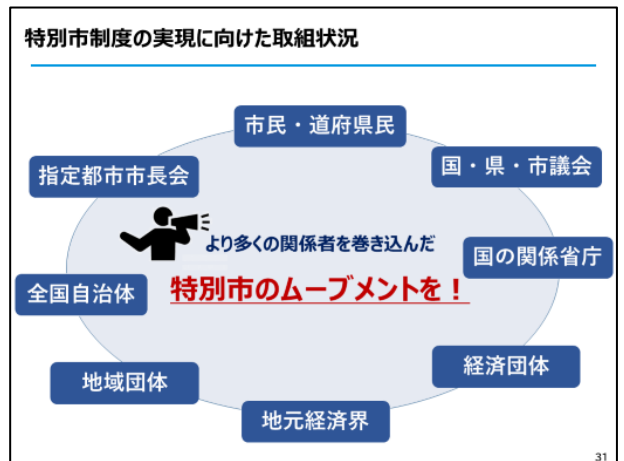 特別市制度の実現に向けた取組状況
市民・道府県民
指定都市市長会
国・県・市議会
より多くの関係者を巻き込んだ
国の関係省庁
特別市のムーブメントを！
全国自治体
経済団体
地域団体
地元経済界
31